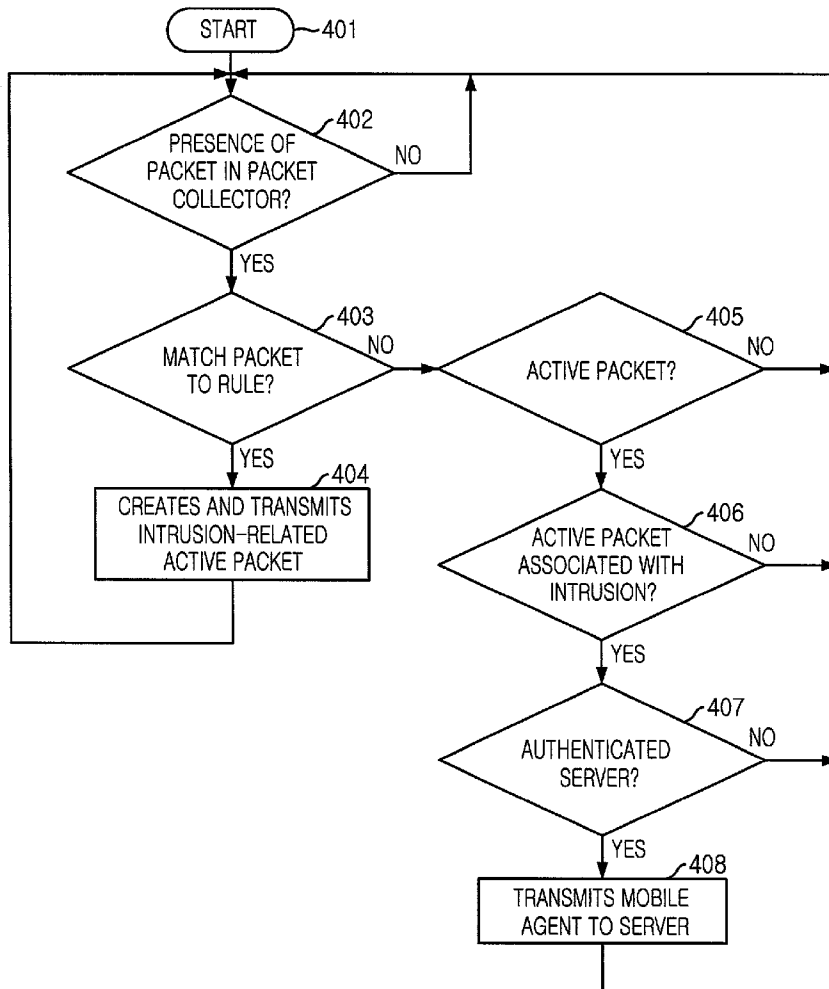 START
401
402
PRESENCE OF
PACKET IN PACKET
COLLECTOR?
NO
YES
403
MATCH PACKET
TO RULE?
NO
YES
404
CREATES AND TRANSMITS
INTRUSION-RELATED
ACTIVE PACKET
405
ACTIVE PACKET?
NO
YES
406
ACTIVE PACKET
ASSOCIATED WITH
INTRUSION?
NO
YES
407
AUTHENTICATED
SERVER?
NO
YES
408
TRANSMITS MOBILE
AGENT TO SERVER